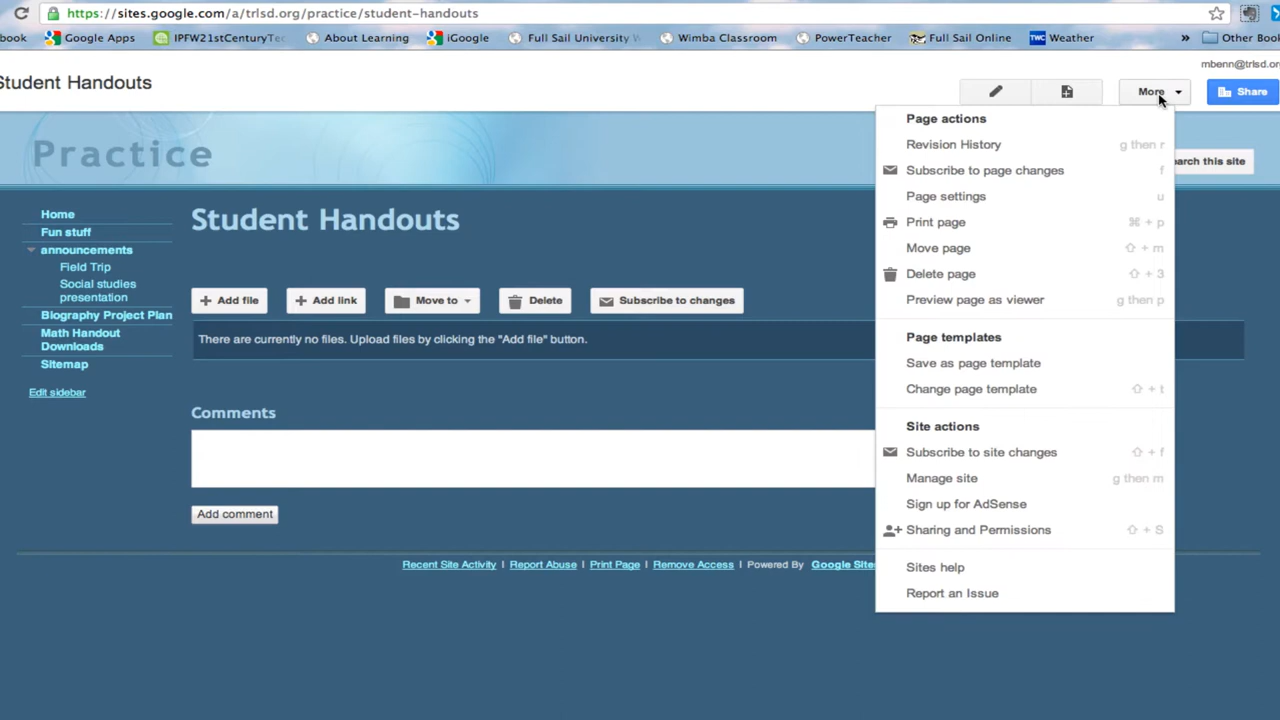 https://sites.google.com/a/trlsd.org/practice/student-handouts
book Google Apps IPFW21stCenturyTec About Learning iGoogle Full Sail University W Wimba Classroom PowerTeacher Full Sail Online TWC Weather » Other Book
mbenn@trlsd.or
Student Handouts
More
Share
Practice
arch this site
Home
Fun stuff
announcements
Field Trip
Social studies
presentation
Biography Project Plan
Math Handout
Downloads
Sitemap
Edit sidebar
Student Handouts
Add file Add link Move to Delete Subscribe to changes
There are currently no files. Upload files by clicking the "Add file" button.
Comments
Add comment
Recent Site Activity | Report Abuse | Print Page | Remove Access | Powered By Google Sites
Page actions
Revision History g then r
Subscribe to page changes f
Page settings u
Print page ⌘ + p
Move page ⇧ + m
Delete page ⇧ + 3
Preview page as viewer g then p
Page templates
Save as page template
Change page template ⇧ + t
Site actions
Subscribe to site changes ⇧ + f
Manage site g then m
Sign up for AdSense
Sharing and Permissions ⇧ + S
Sites help
Report an Issue